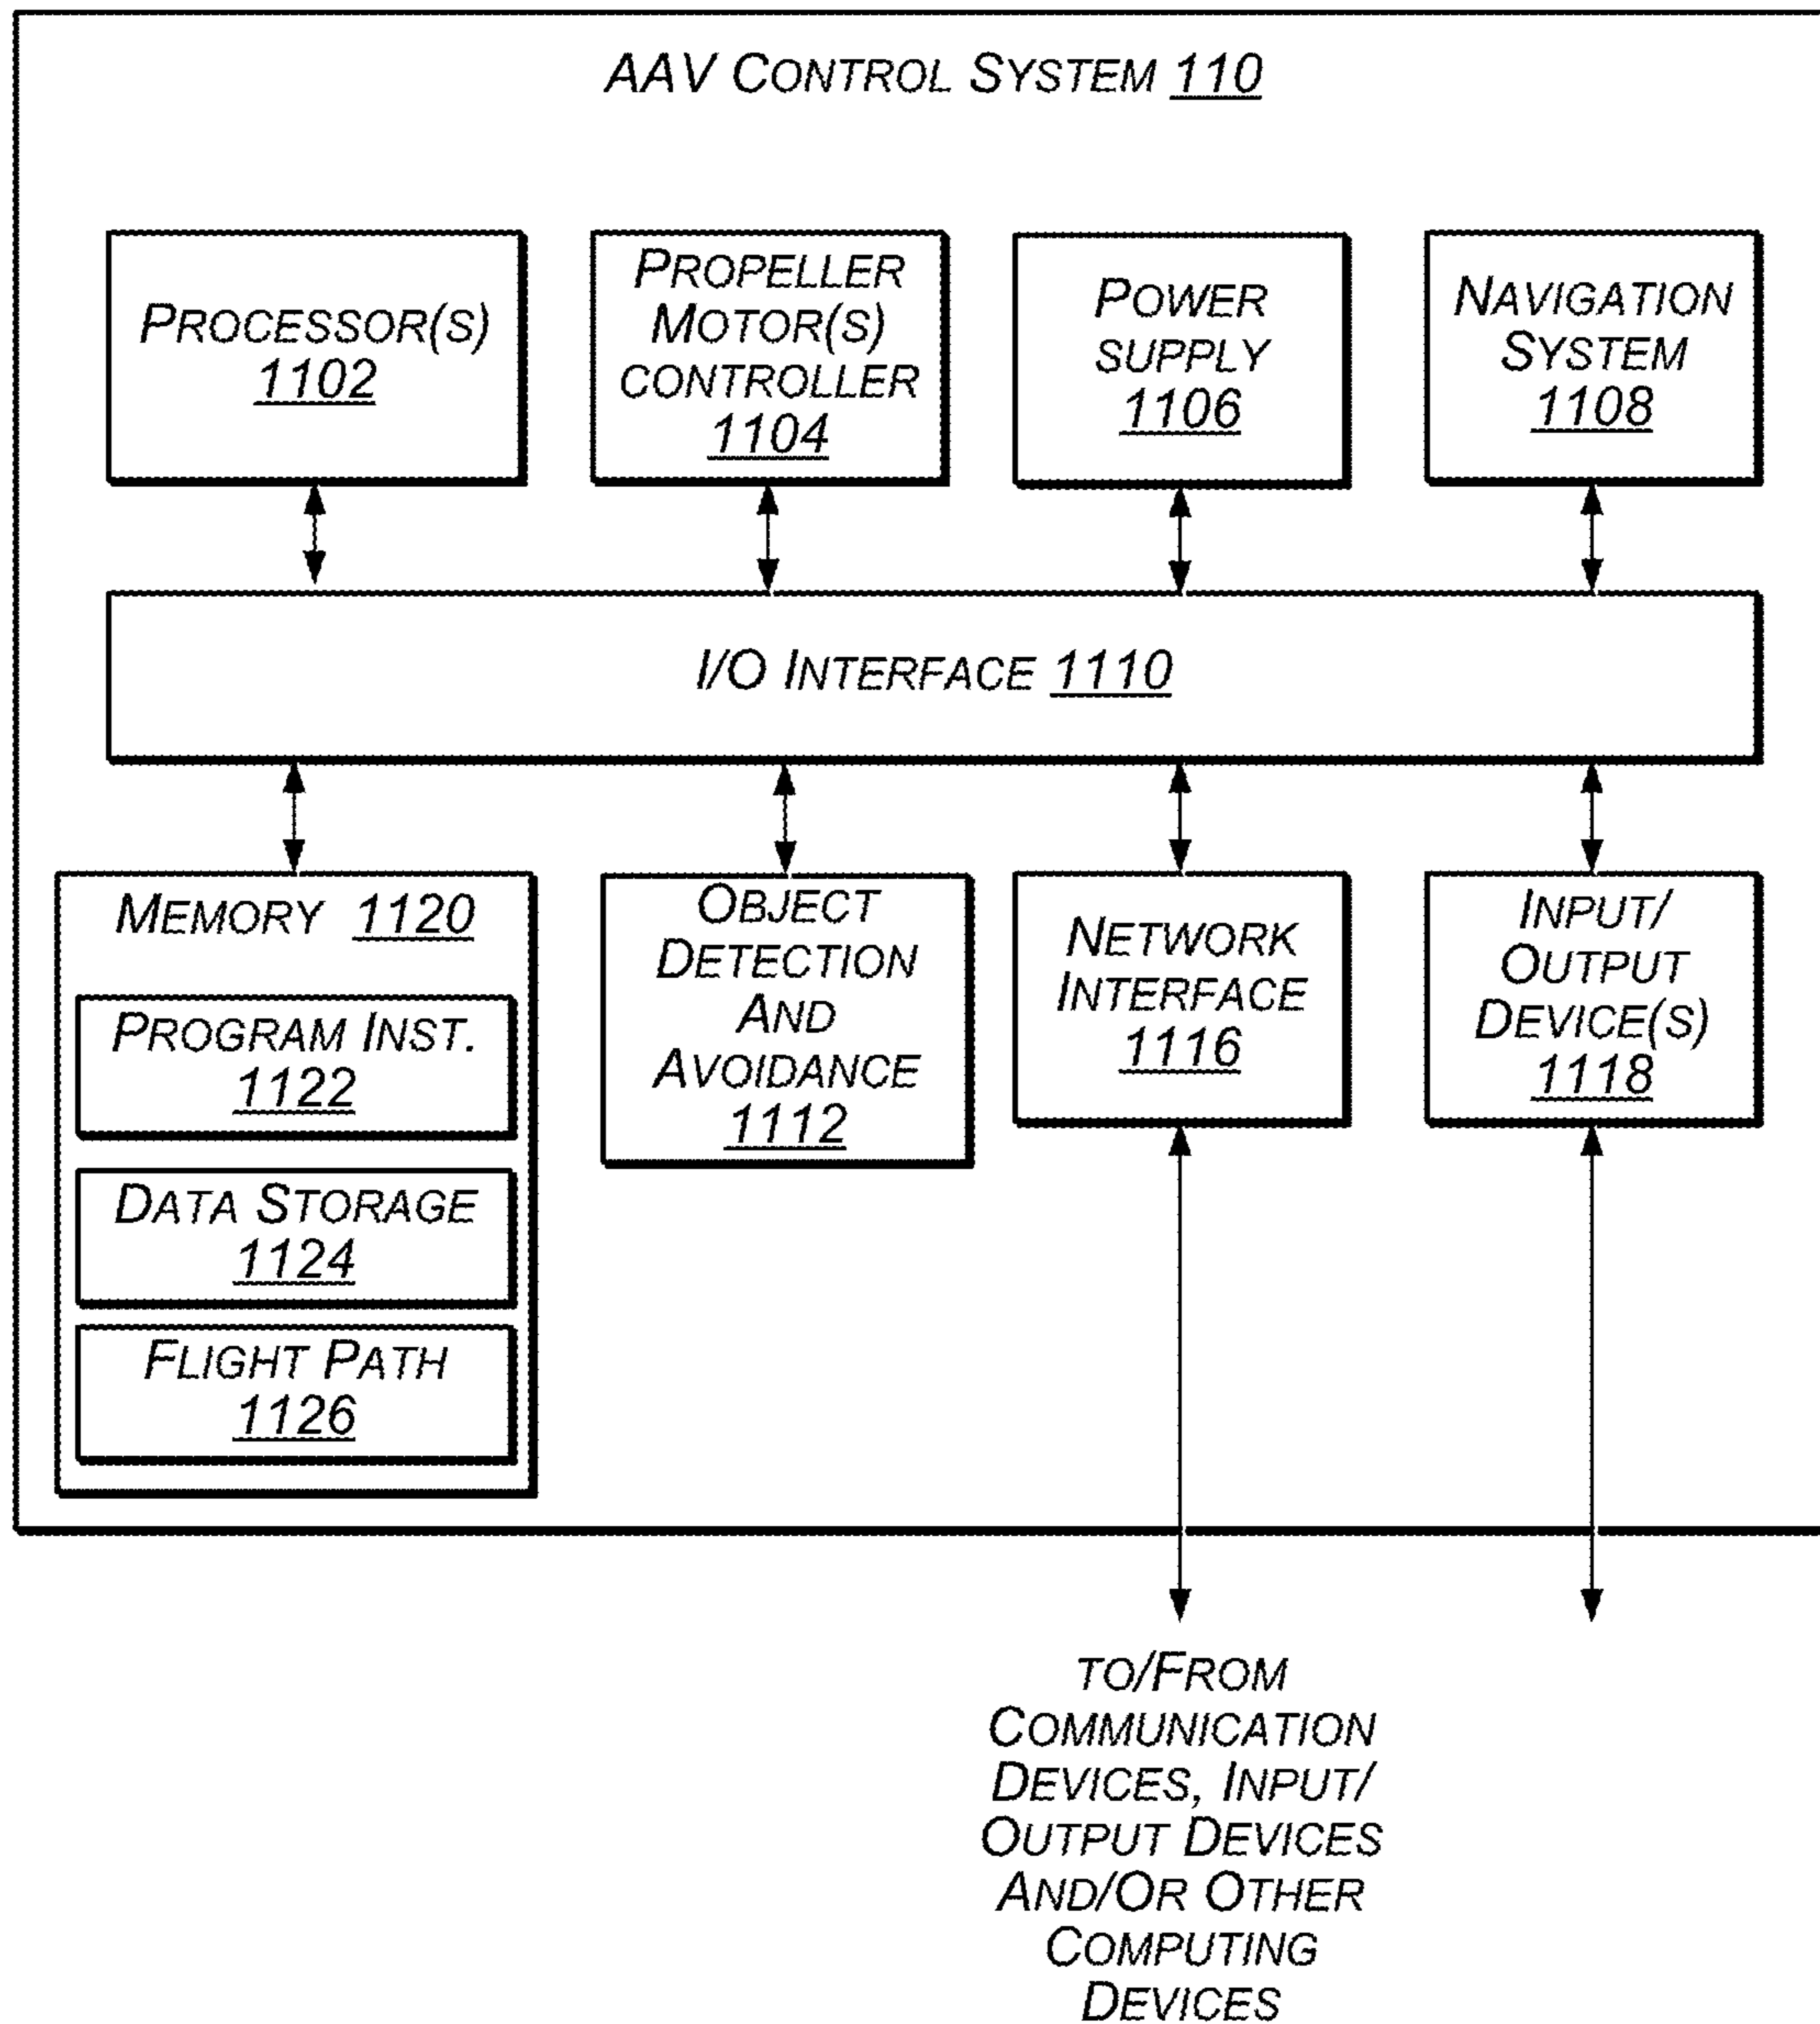 AAV CONTROL SYSTEM 110
PROCESSOR(S)
1102
PROPELLER
MOTOR(S)
CONTROLLER
1104
POWER
SUPPLY
1106
NAVIGATION
SYSTEM
1108
I/O INTERFACE 1110
MEMORY 1120
PROGRAM INST.
1122
DATA STORAGE
1124
FLIGHT PATH
1126
OBJECT
DETECTION
AND
AVOIDANCE
1112
NETWORK
INTERFACE
1116
INPUT/
OUTPUT
DEVICE(S)
1118
TO/FROM
COMMUNICATION
DEVICES, INPUT/
OUTPUT DEVICES
AND/OR OTHER
COMPUTING
DEVICES